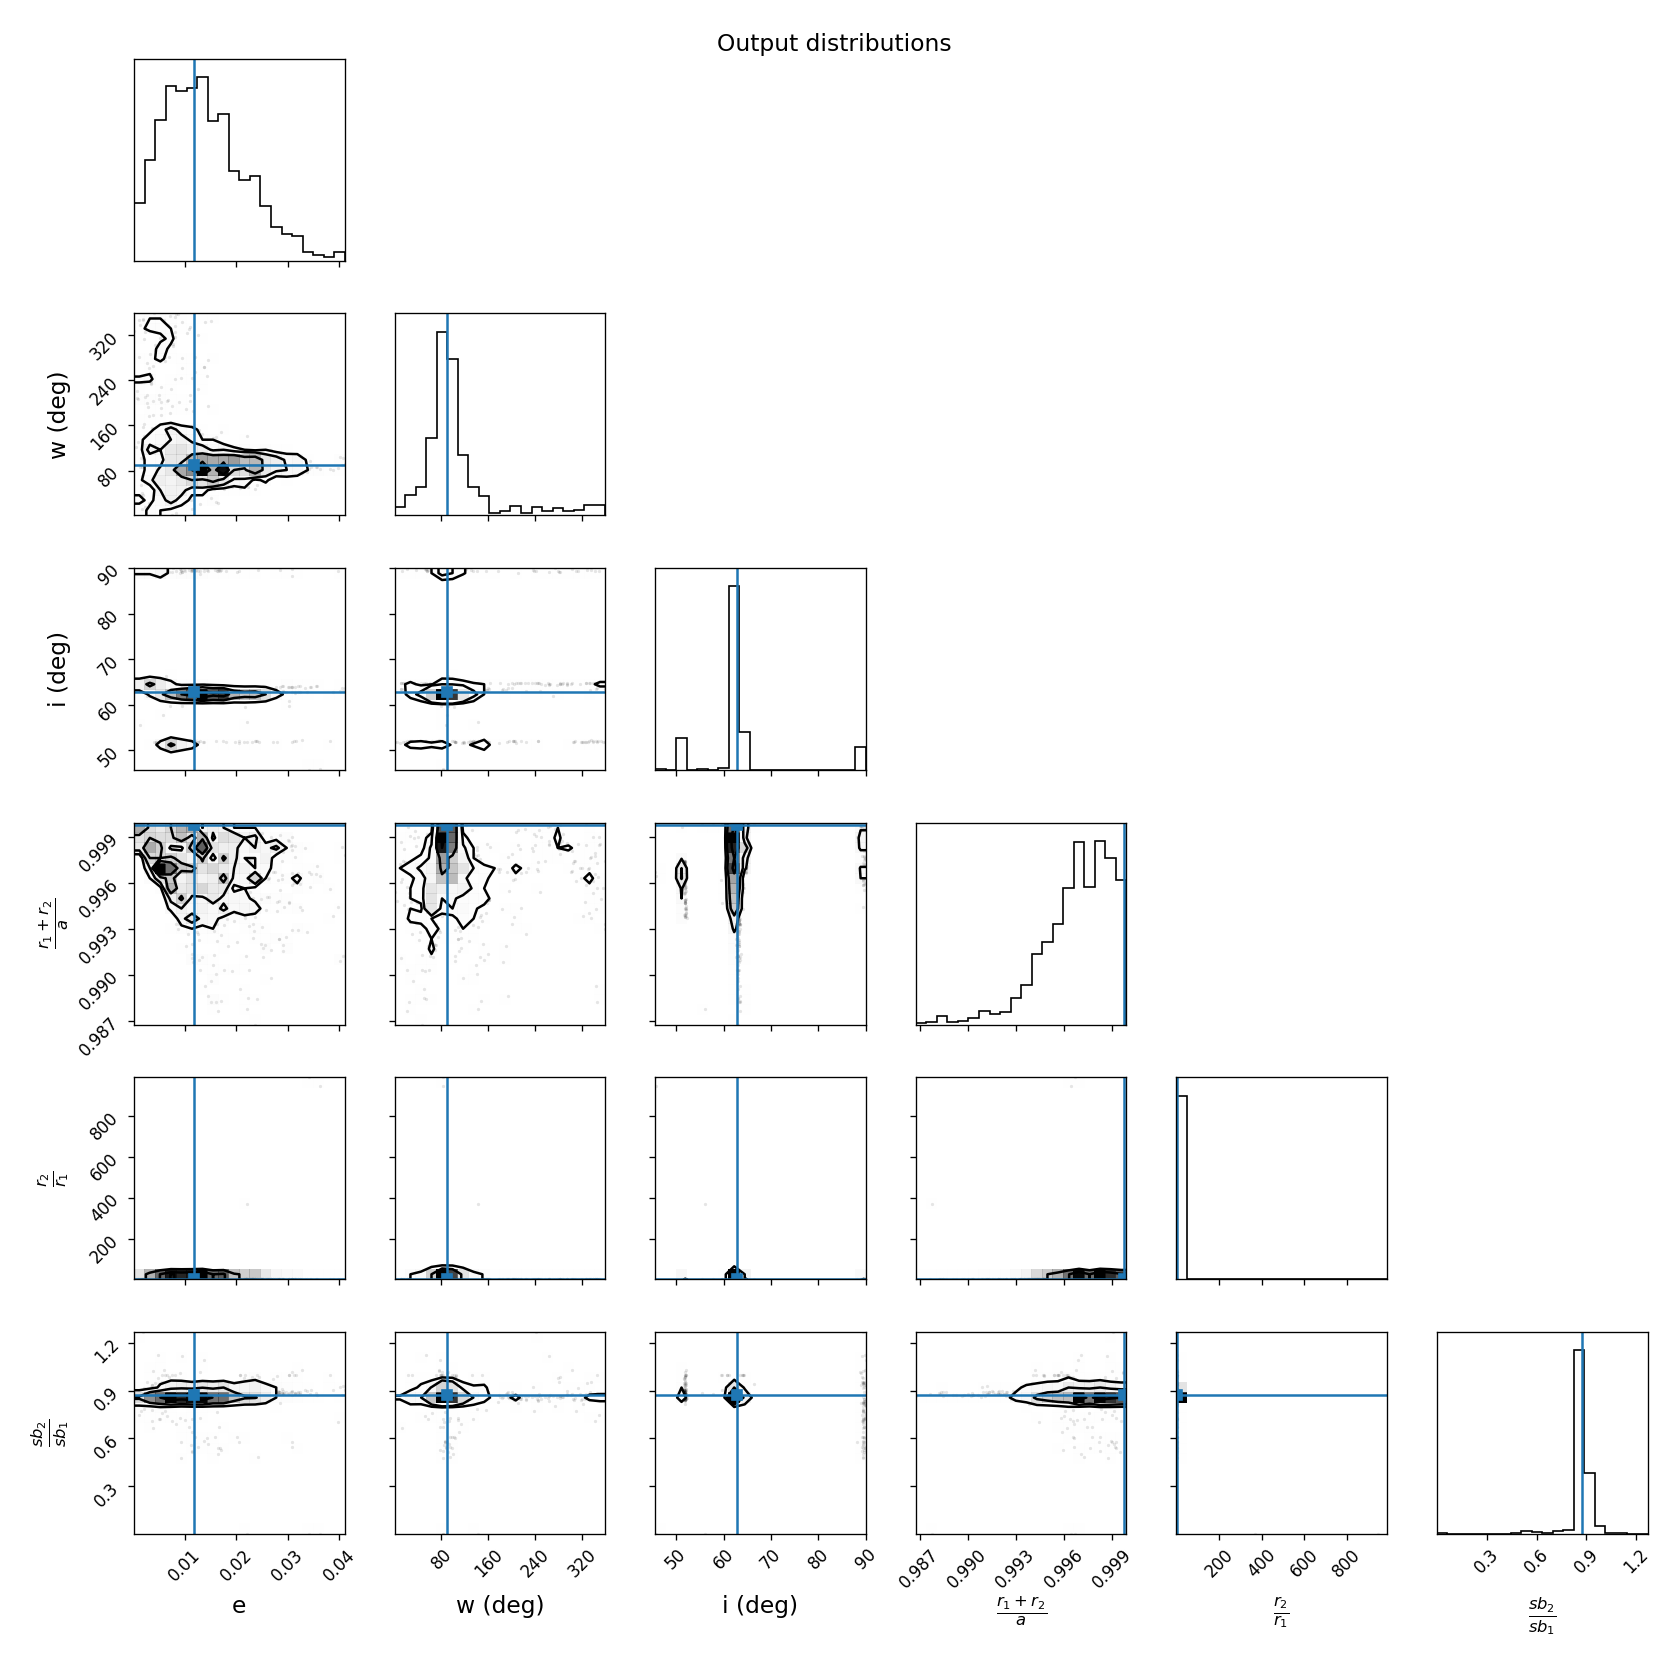 Output distributions
w (deg)
320
240
160
80
i (deg)
90
80
70
60
50
r₁ + r₂
a
0.999
0.996
0.993
0.990
0.987
r₂
r₁
800
600
400
200
sb₂
sb₁
1.2
0.9
0.6
0.3
0.01 0.02 0.03 0.04
80 160 240 320
50 60 70 80 90
0.987 0.990 0.993 0.996 0.999
200 400 600 800
0.3 0.6 0.9 1.2
e
w (deg)
i (deg)
r₁ + r₂
a
r₂
r₁
sb₂
sb₁